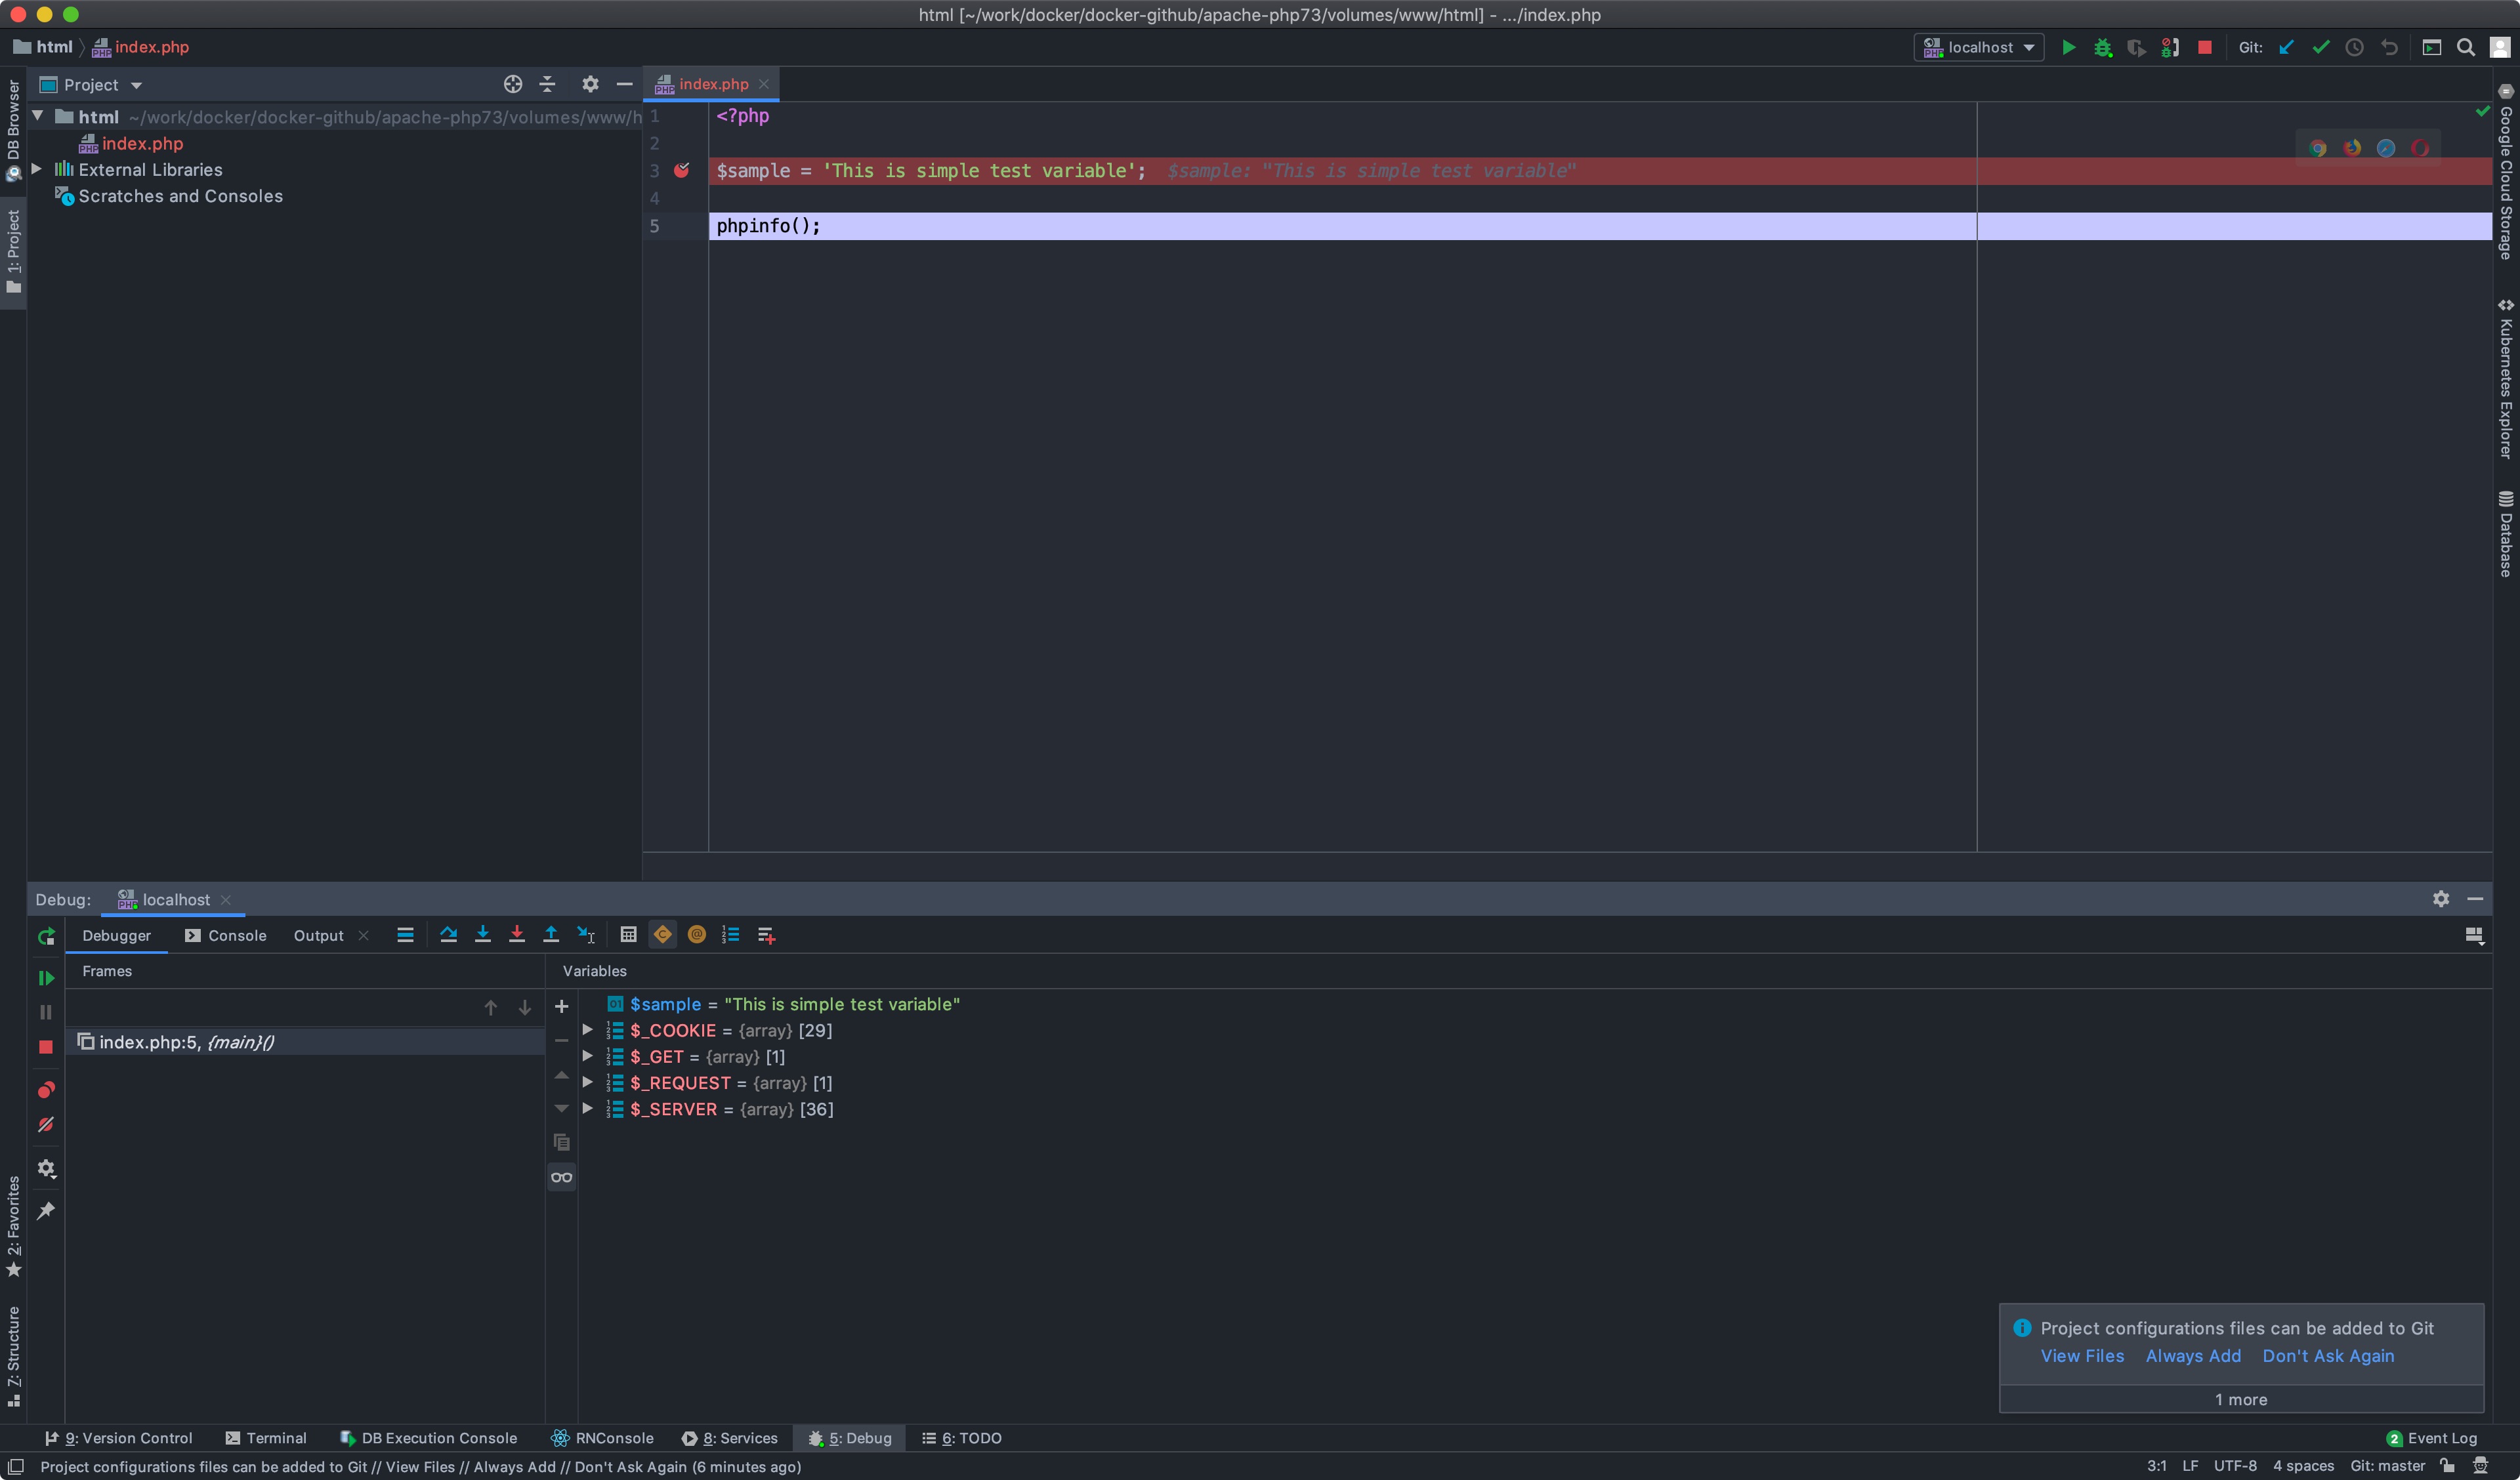 html [~/work/docker/docker-github/apache-php73/volumes/www/html] - .../index.php
html index.php
localhost Git:
Project
index.php
DB Browser
1: Project
html ~/work/docker/docker-github/apache-php73/volumes/www/h
index.php
External Libraries
Scratches and Consoles
1 <?php
2
3 $sample = 'This is simple test variable'; $sample: "This is simple test variable"
4
5 phpinfo();
Google Cloud Storage
Kubernetes Explorer
Database
Debug: localhost
Debugger Console Output
Frames
Variables
index.php:5, {main}()
$sample = "This is simple test variable"
$_COOKIE = {array} [29]
$_GET = {array} [1]
$_REQUEST = {array} [1]
$_SERVER = {array} [36]
2: Favorites
7: Structure
Project configurations files can be added to Git
View Files Always Add Don't Ask Again
1 more
9: Version Control Terminal DB Execution Console RNConsole 8: Services 5: Debug 6: TODO 2 Event Log
Project configurations files can be added to Git // View Files // Always Add // Don't Ask Again (6 minutes ago) 3:1 LF UTF-8 4 spaces Git: master